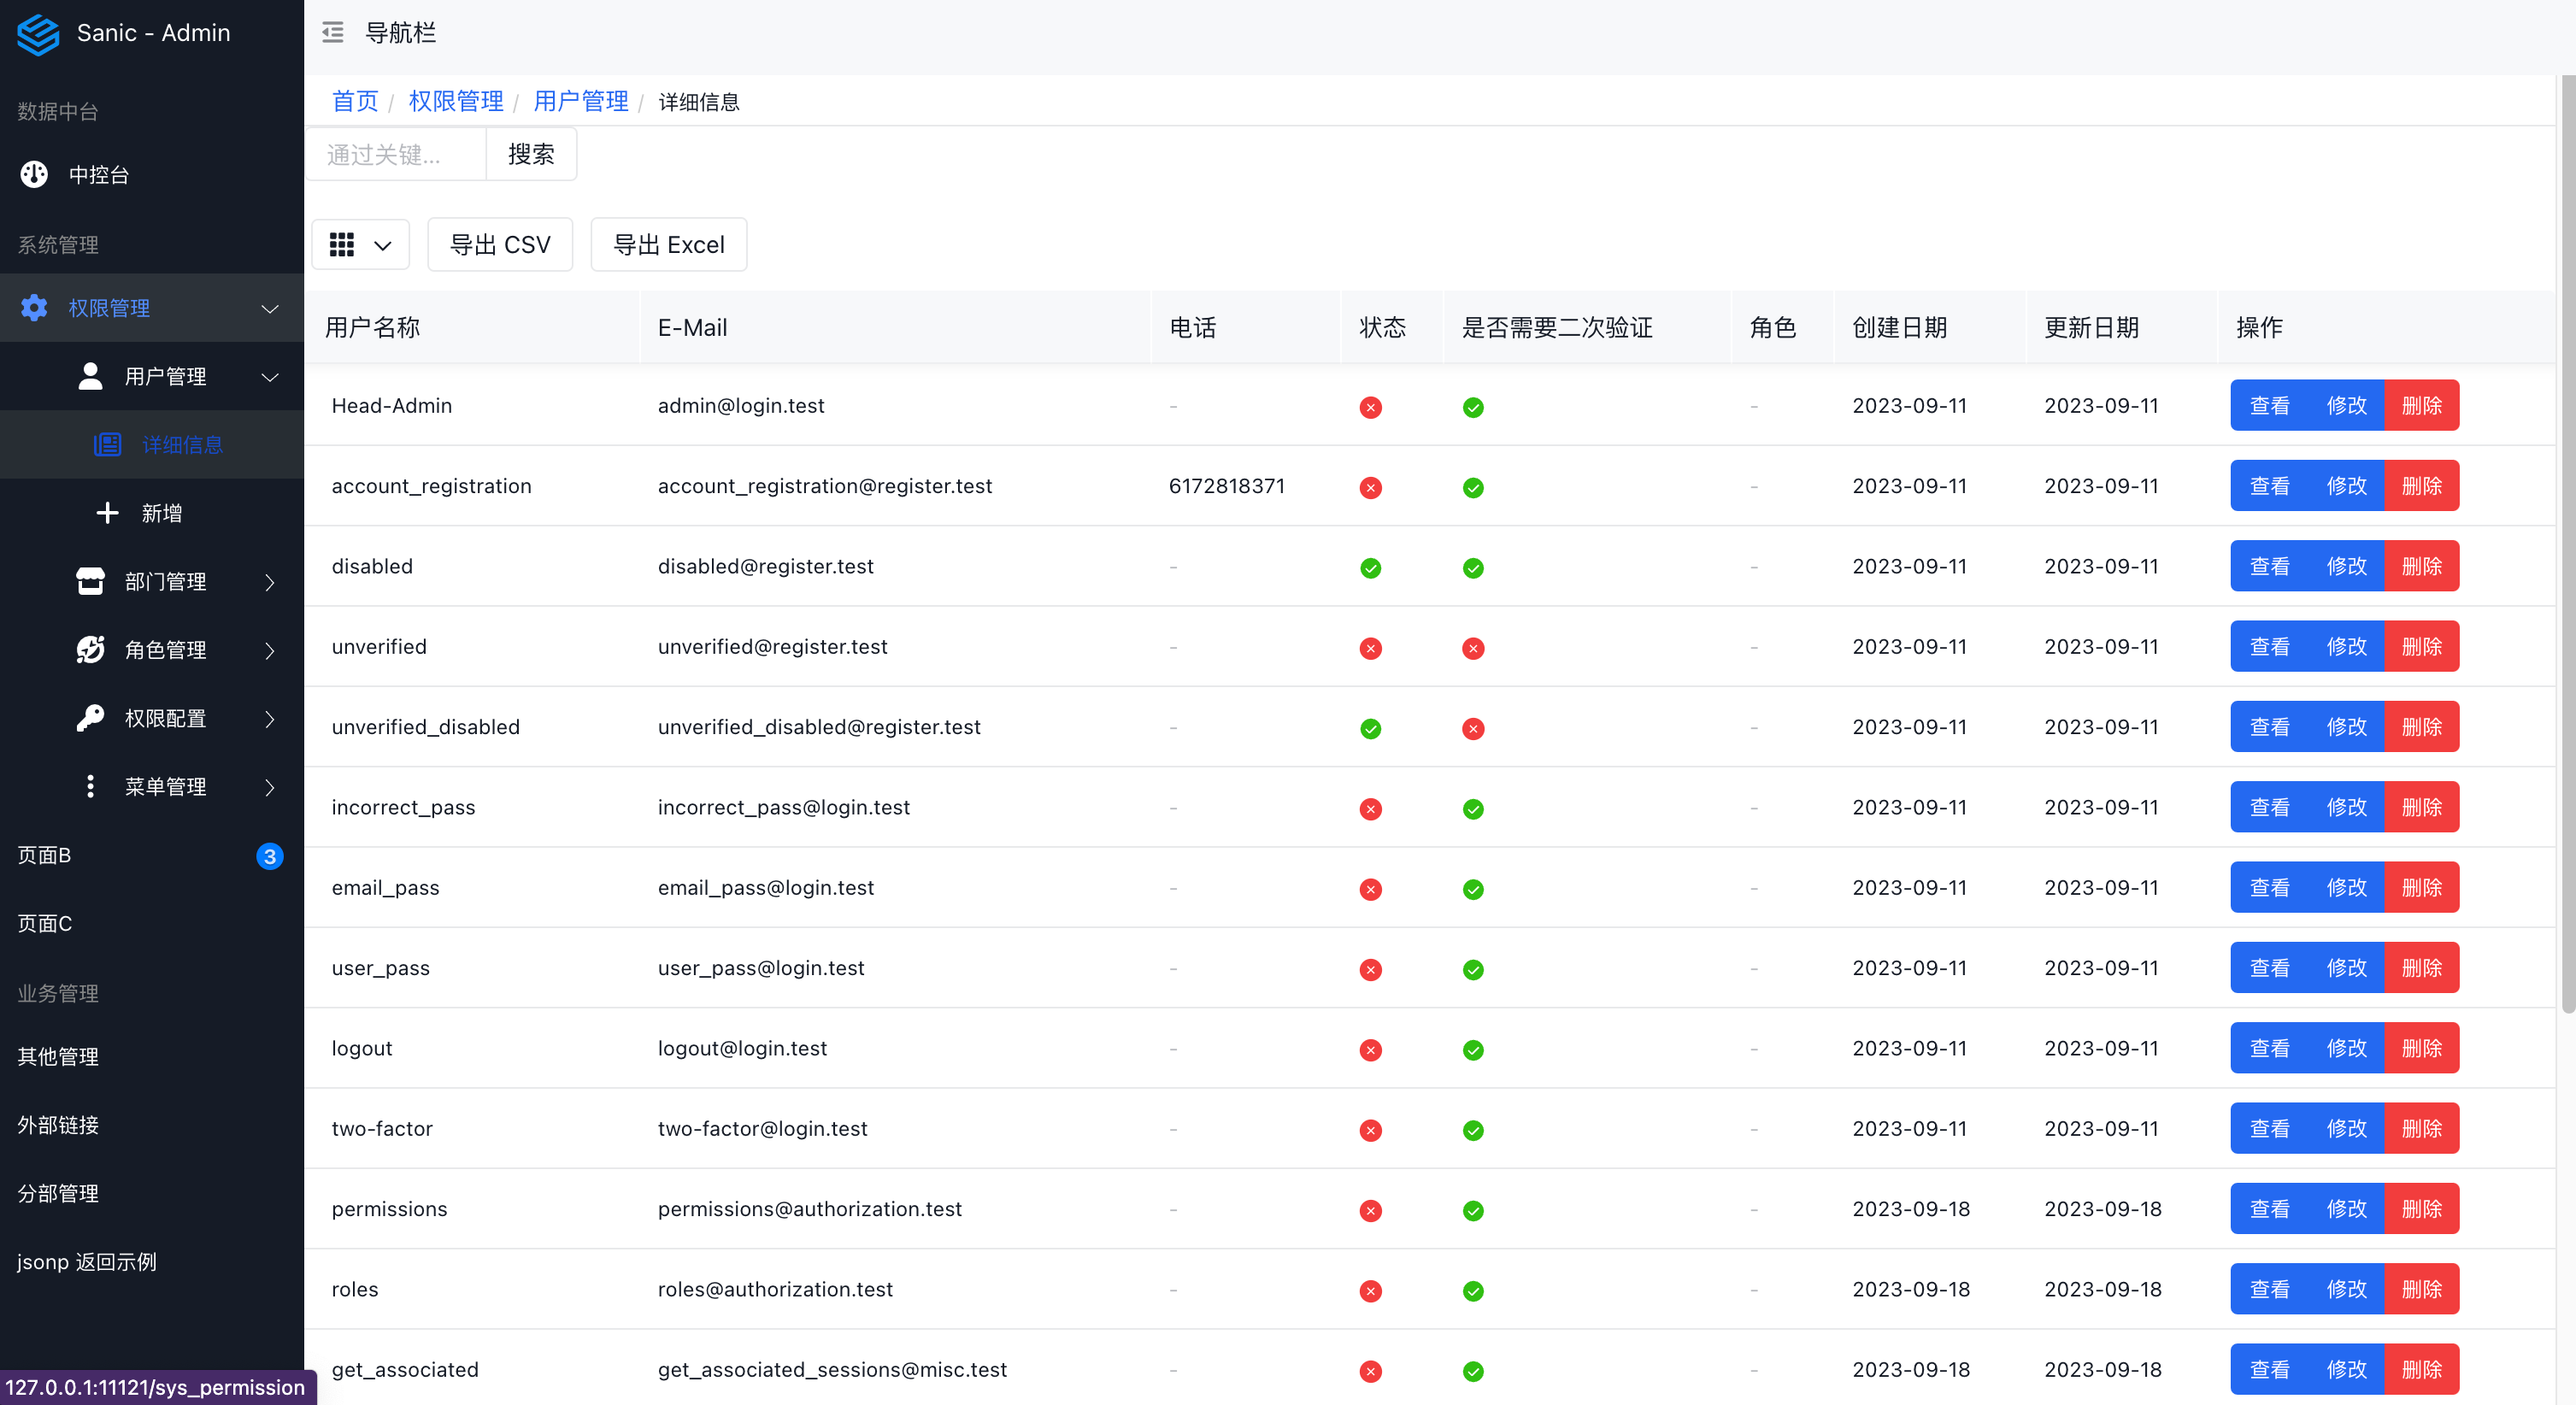 Sanic - Admin
导航栏
数据中台
中控台
系统管理
权限管理
用户管理
详细信息
新增
部门管理
角色管理
权限配置
菜单管理
页面B 3
页面C
业务管理
其他管理
外部链接
分部管理
jsonp 返回示例
127.0.0.1:11121/sys_permission
首页 / 权限管理 / 用户管理 / 详细信息
通过关键... 搜索
导出 CSV 导出 Excel
用户名称 E-Mail 电话 状态 是否需要二次验证 角色 创建日期 更新日期 操作
Head-Admin admin@login.test - - 2023-09-11 2023-09-11 查看 修改 删除
account_registration account_registration@register.test 6172818371 - 2023-09-11 2023-09-11 查看 修改 删除
disabled disabled@register.test - - 2023-09-11 2023-09-11 查看 修改 删除
unverified unverified@register.test - - 2023-09-11 2023-09-11 查看 修改 删除
unverified_disabled unverified_disabled@register.test - - 2023-09-11 2023-09-11 查看 修改 删除
incorrect_pass incorrect_pass@login.test - - 2023-09-11 2023-09-11 查看 修改 删除
email_pass email_pass@login.test - - 2023-09-11 2023-09-11 查看 修改 删除
user_pass user_pass@login.test - - 2023-09-11 2023-09-11 查看 修改 删除
logout logout@login.test - - 2023-09-11 2023-09-11 查看 修改 删除
two-factor two-factor@login.test - - 2023-09-11 2023-09-11 查看 修改 删除
permissions permissions@authorization.test - - 2023-09-18 2023-09-18 查看 修改 删除
roles roles@authorization.test - - 2023-09-18 2023-09-18 查看 修改 删除
get_associated get_associated_sessions@misc.test - - 2023-09-18 2023-09-18 查看 修改 删除